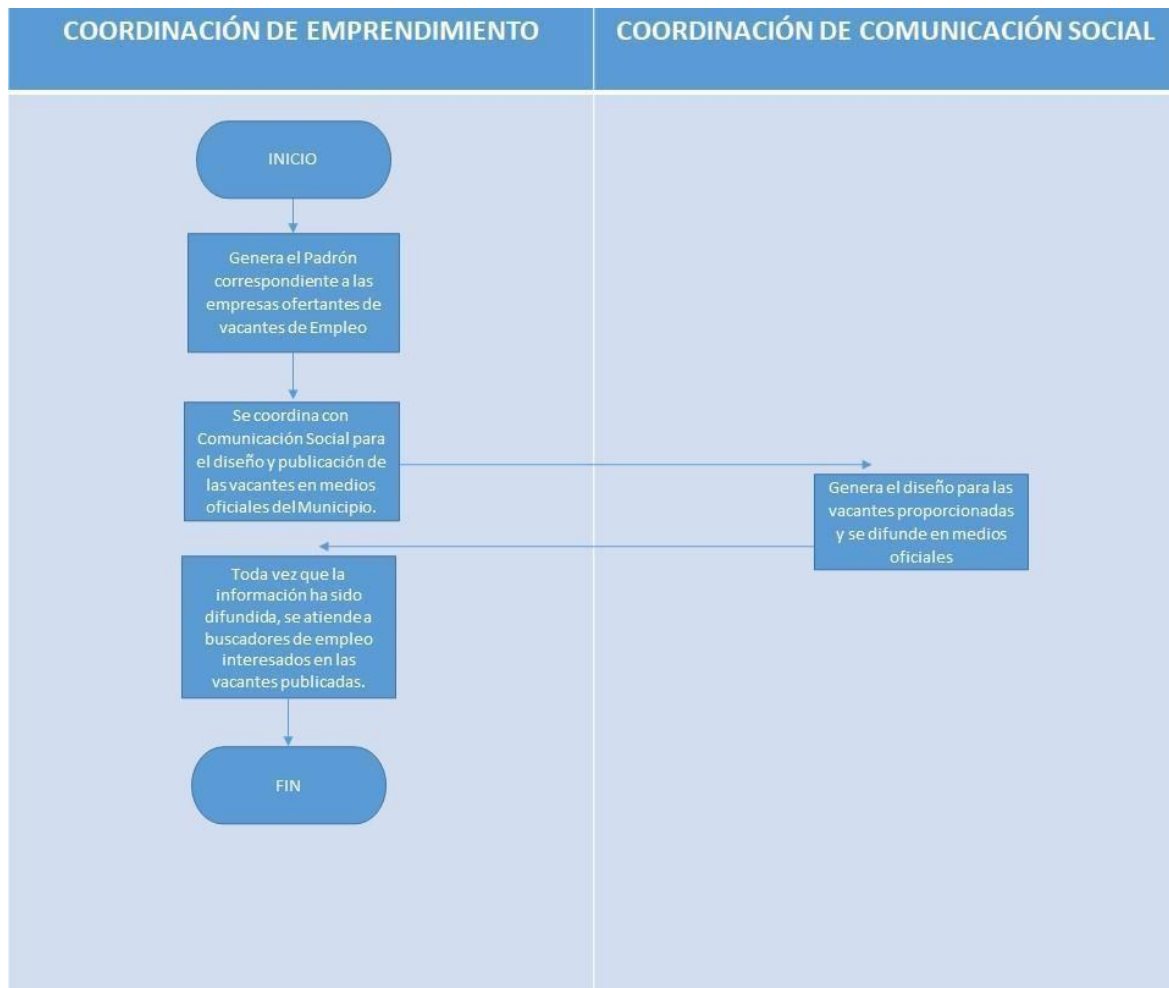 COORDINACIÓN DE EMPRENDIMIENTO
COORDINACIÓN DE COMUNICACIÓN SOCIAL
INICIO
Genera el Padrón
correspondiente a las
empresas ofertantes de
vacantes de Empleo
Se coordina con
Comunicación Social para
el diseño y publicación de
las vacantes en medios
oficiales del Municipio.
Genera el diseño para las
vacantes proporcionadas
y se difunde en medios
oficiales
Toda vez que la
información ha sido
difundida, se atiende a
buscadores de empleo
interesados en las
vacantes publicadas.
FIN